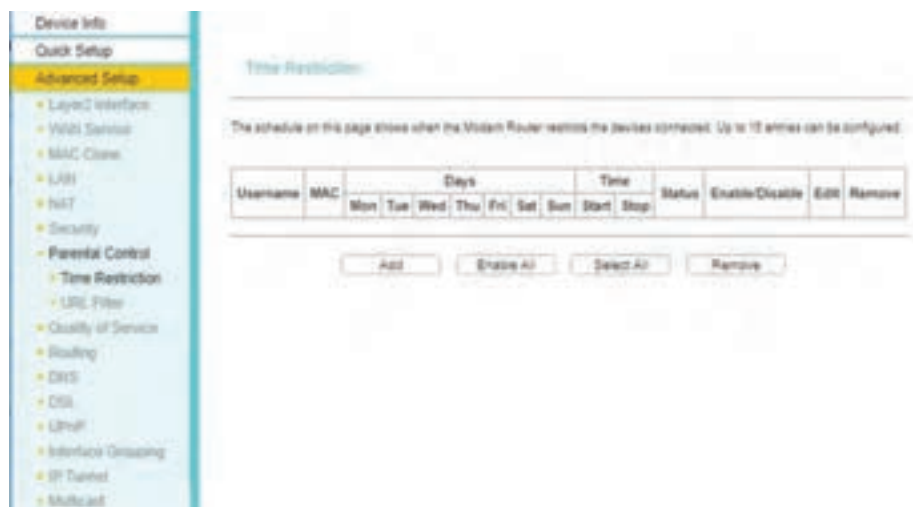 Device Info
Quick Setup
Advanced Setup
Layer2 Interface
WAN Service
MAC Clone
LAN
NAT
Security
Parental Control
Time Restriction
URL Filter
Quality of Service
Routing
DNS
DSL
UPnP
Interface Grouping
IP Tunnel
Multicast
Time Restriction
The schedule on this page shows when the Modem Router restricts the devices connected. Up to entries can be configured.
Username MAC Days Time Status Enable/Disable Edit Remove
Mon Tue Wed Thu Fri Sat Sun Start Stop
Add Enable All Select All Remove